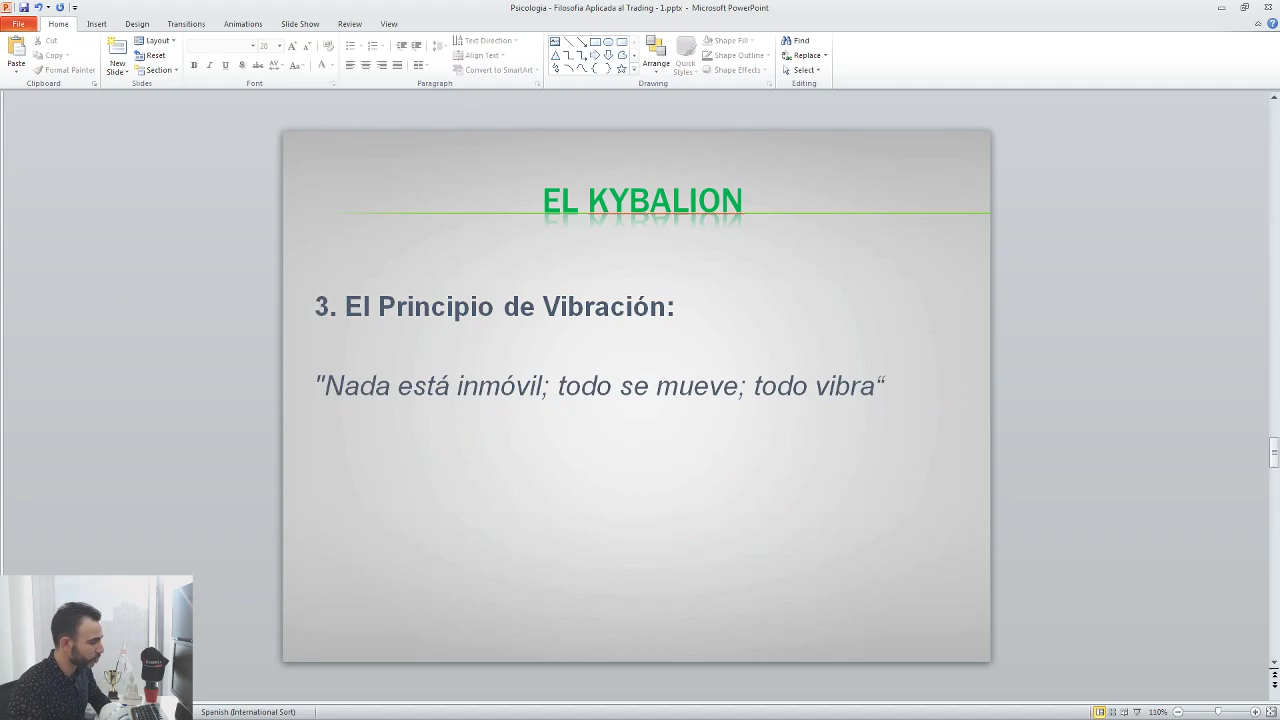 Psicologia - Filosofia Aplicada al Trading - 1.pptx - Microsoft PowerPoint
File Home Insert Design Transitions Animations Slide Show Review View
Paste
Cut
Copy
Format Painter
Clipboard
New
Slide
Layout
Reset
Section
Slides
28
Font
Text Direction
Align Text
Convert to SmartArt
Paragraph
Arrange
Quick
Styles
Shape Fill
Shape Outline
Shape Effects
Drawing
Find
Replace
Select
Editing
EL KYBALION
3. El Principio de Vibración:
"Nada está inmóvil; todo se mueve; todo vibra“
Spanish (International Sort)
110%